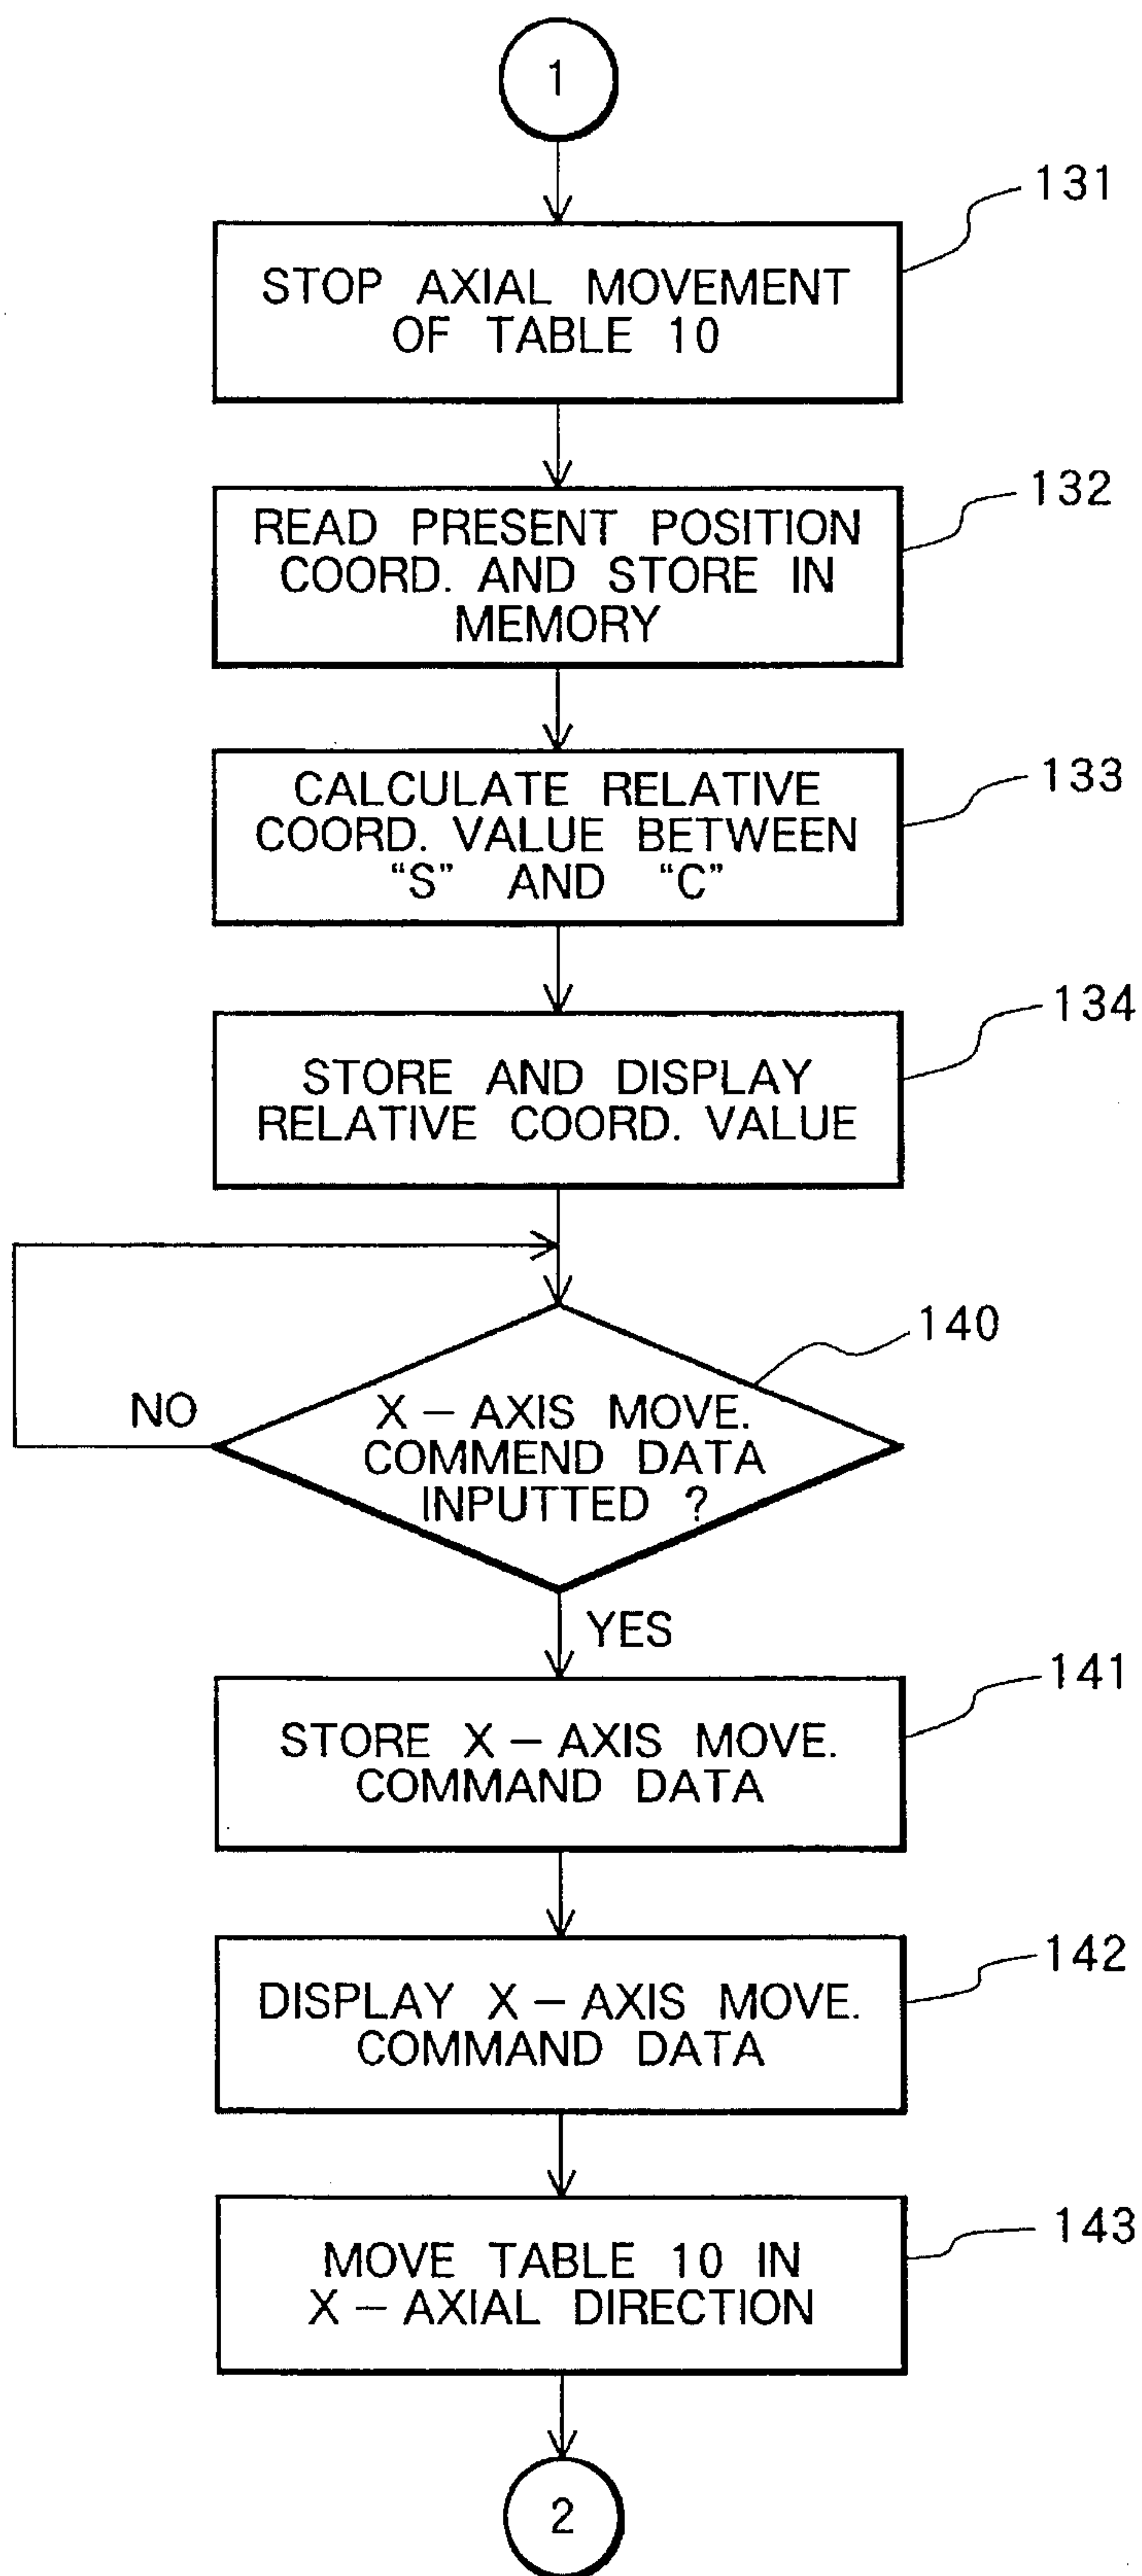 1
131
STOP AXIAL MOVEMENT
OF TABLE 10
132
READ PRESENT POSITION
COORD. AND STORE IN
MEMORY
133
CALCULATE RELATIVE
COORD. VALUE BETWEEN
“S” AND “C”
134
STORE AND DISPLAY
RELATIVE COORD. VALUE
140
NO
X – AXIS MOVE.
COMMEND DATA
INPUTTED ?
YES
141
STORE X – AXIS MOVE.
COMMAND DATA
142
DISPLAY X – AXIS MOVE.
COMMAND DATA
143
MOVE TABLE 10 IN
X – AXIAL DIRECTION
2